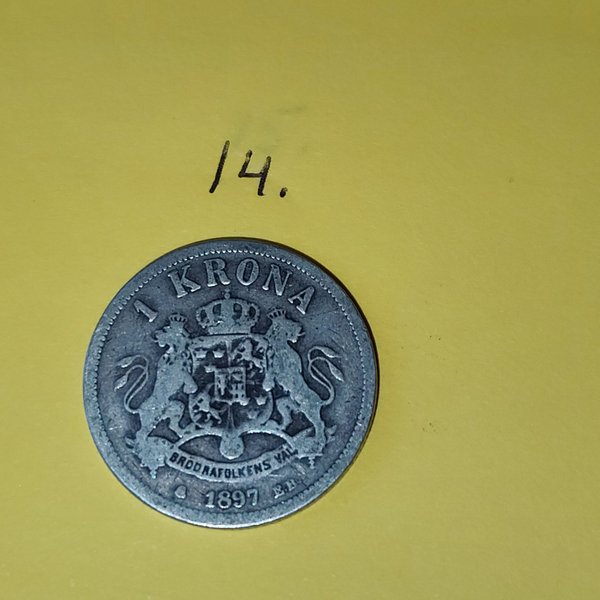 14.
1 KRONA
BRÖDRAFOLKENS VÄL
1897 E.B.